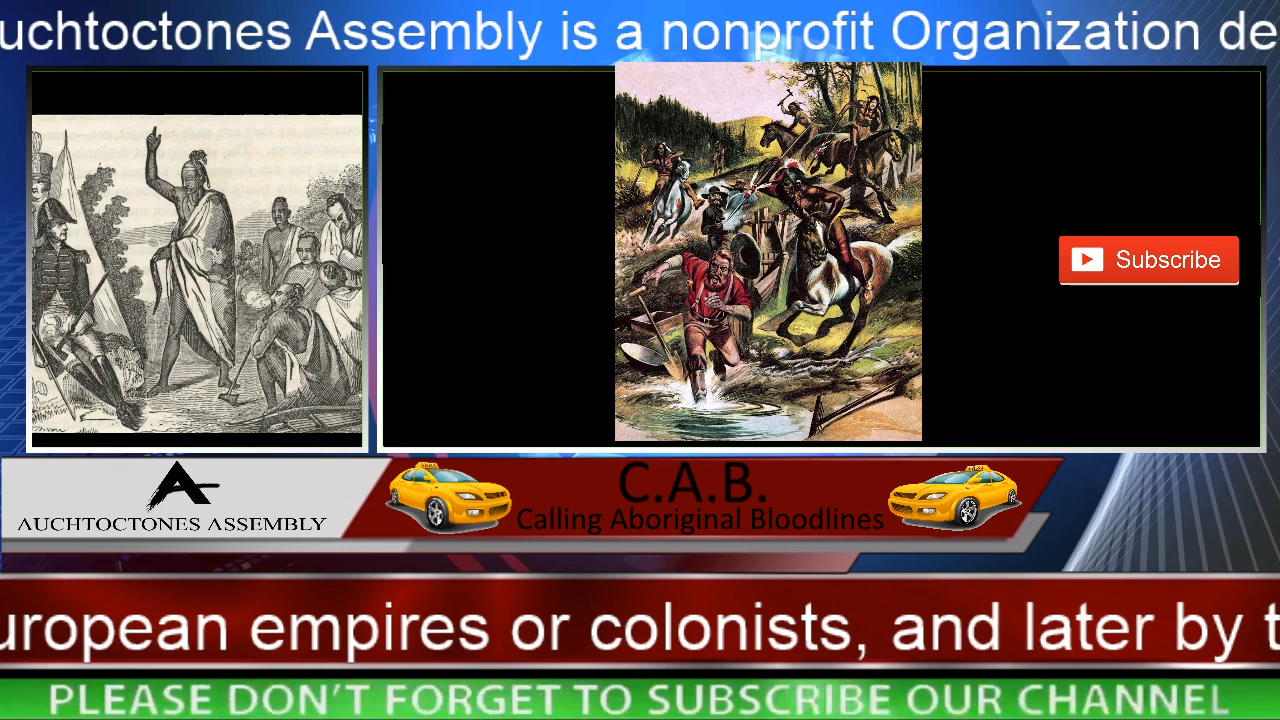 uchtoctones Assembly is a nonprofit Organization de
Subscribe
AUCHTOCTONES ASSEMBLY
C.A.B.
Calling Aboriginal Bloodlines
uropean empires or colonists, and later by t
PLEASE DON'T FORGET TO SUBSCRIBE OUR CHANNEL